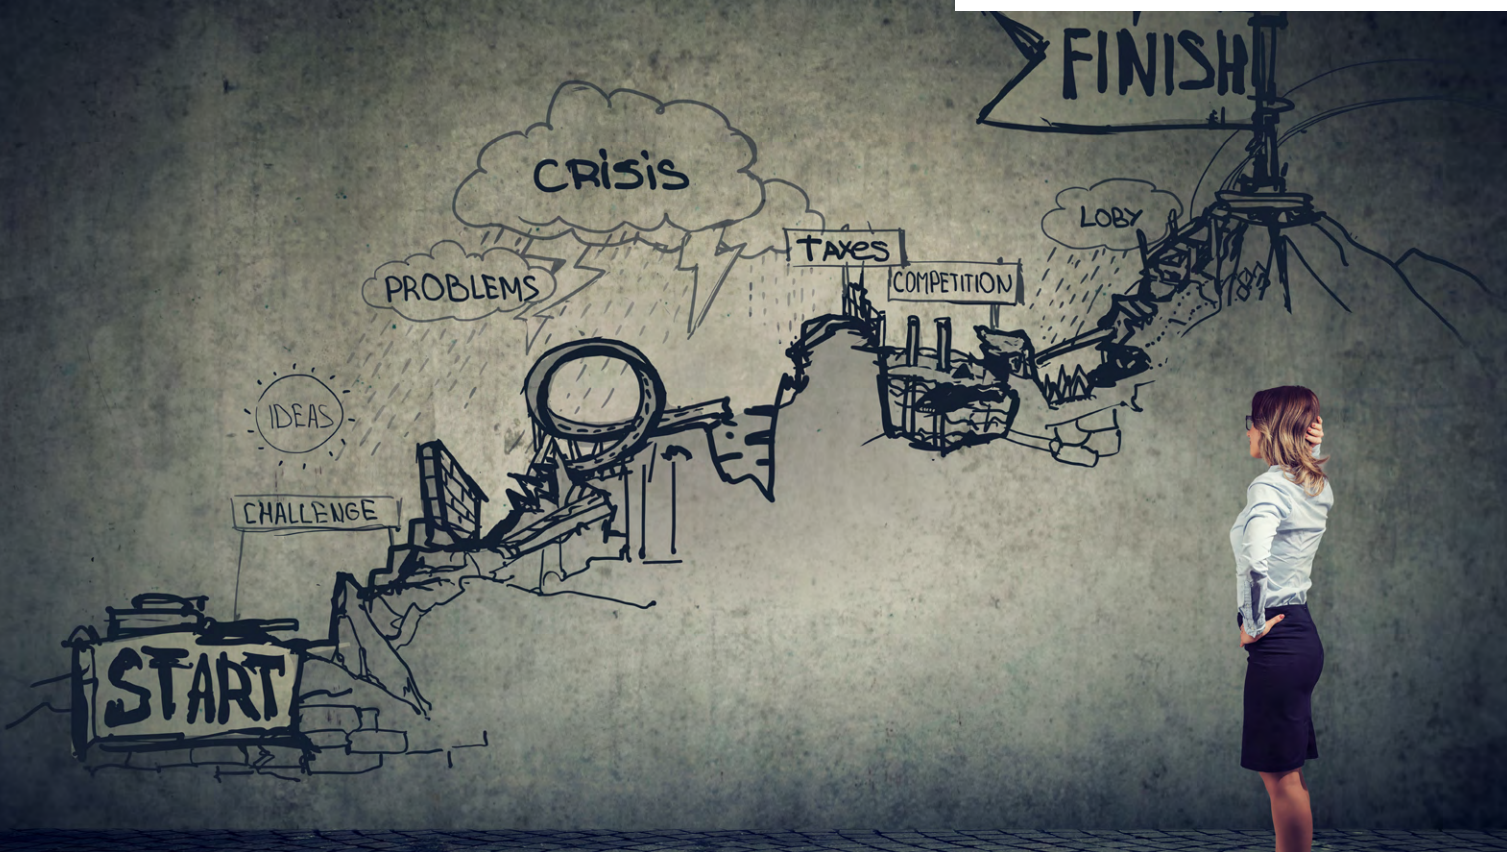 FINISH
CRISIS
LOBY
TAXES
PROBLEMS
COMPETITION
IDEAS
CHALLENGE
START